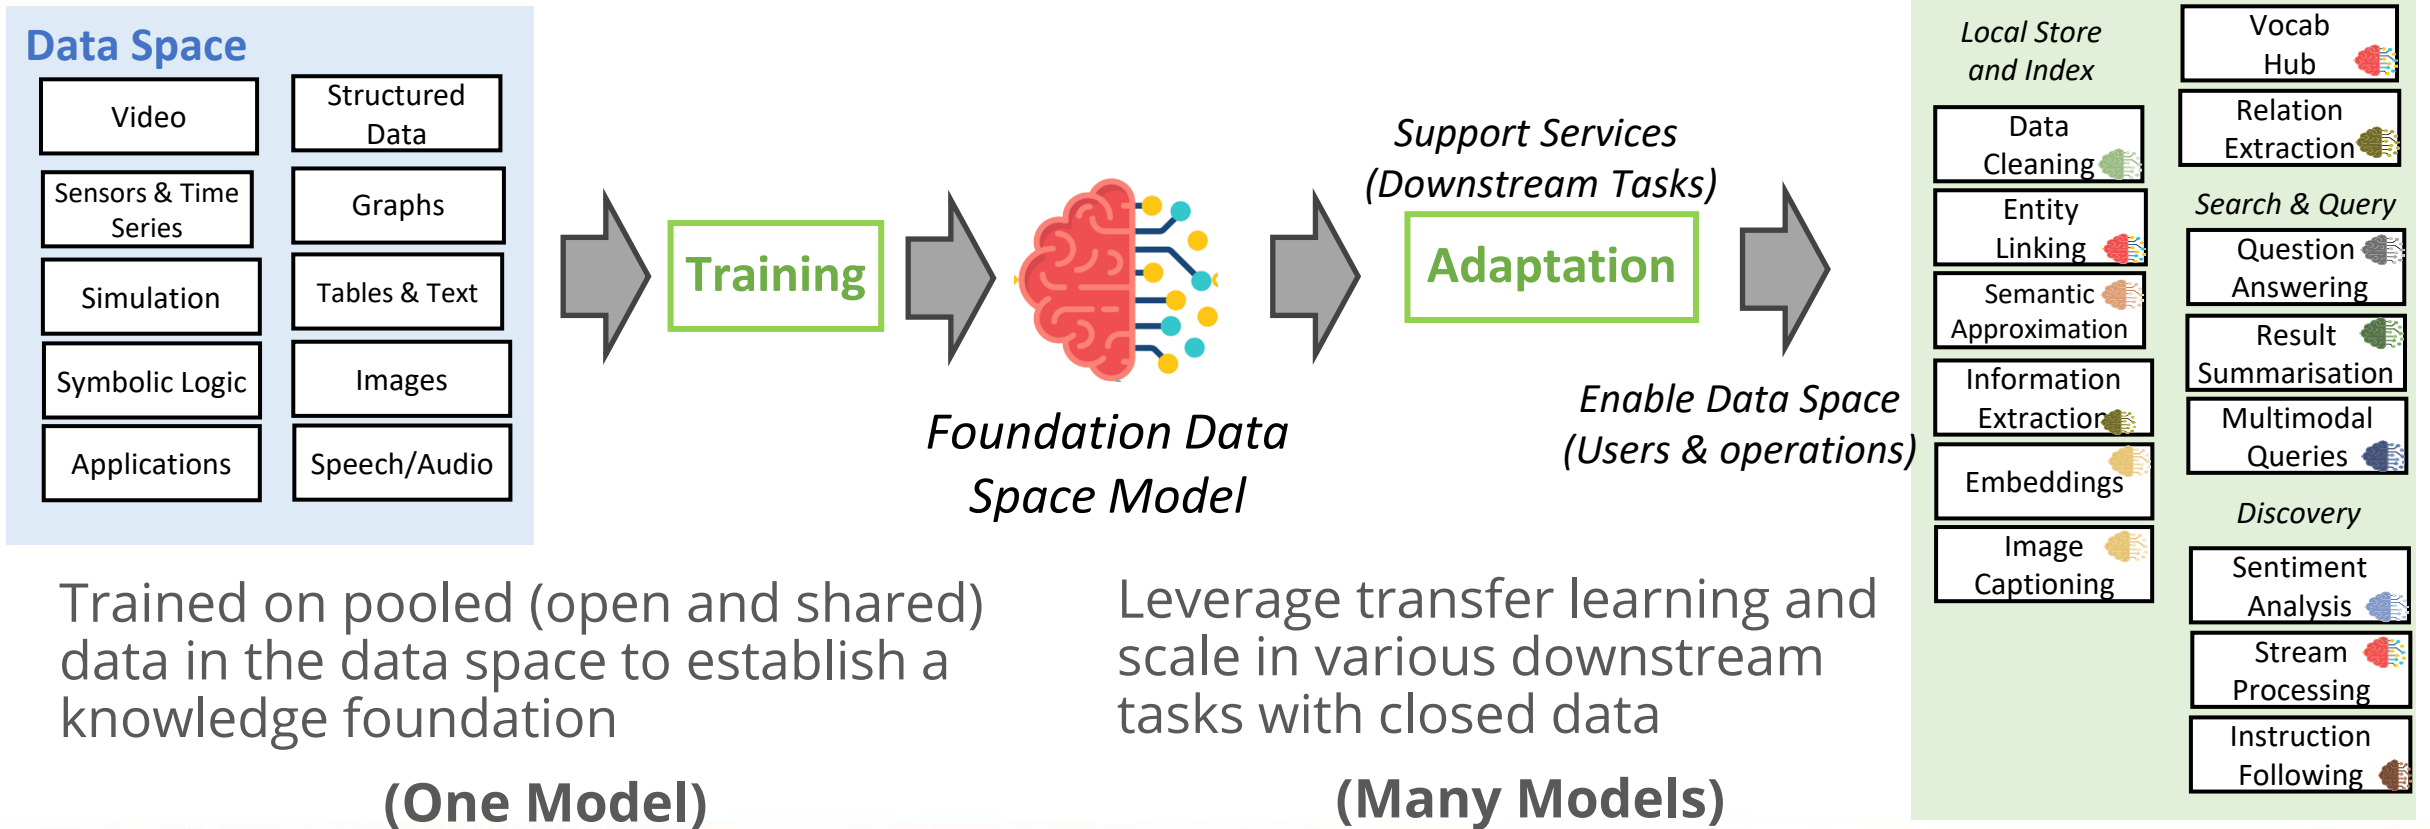 Data Space
Video
Structured
Data
Sensors & Time
Series
Graphs
Simulation
Tables & Text
Symbolic Logic
Images
Applications
Speech/Audio
Training
Foundation Data
Space Model
Support Services
(Downstream Tasks)
Adaptation
Enable Data Space
(Users & operations)
Local Store
and Index
Data
Cleaning
Entity
Linking
Semantic
Approximation
Information
Extraction
Embeddings
Image
Captioning
Vocab
Hub
Relation
Extraction
Search & Query
Question
Answering
Result
Summarisation
Multimodal
Queries
Discovery
Sentiment
Analysis
Stream
Processing
Instruction
Following
Trained on pooled (open and shared)
data in the data space to establish a
knowledge foundation
(One Model)
Leverage transfer learning and
scale in various downstream
tasks with closed data
(Many Models)